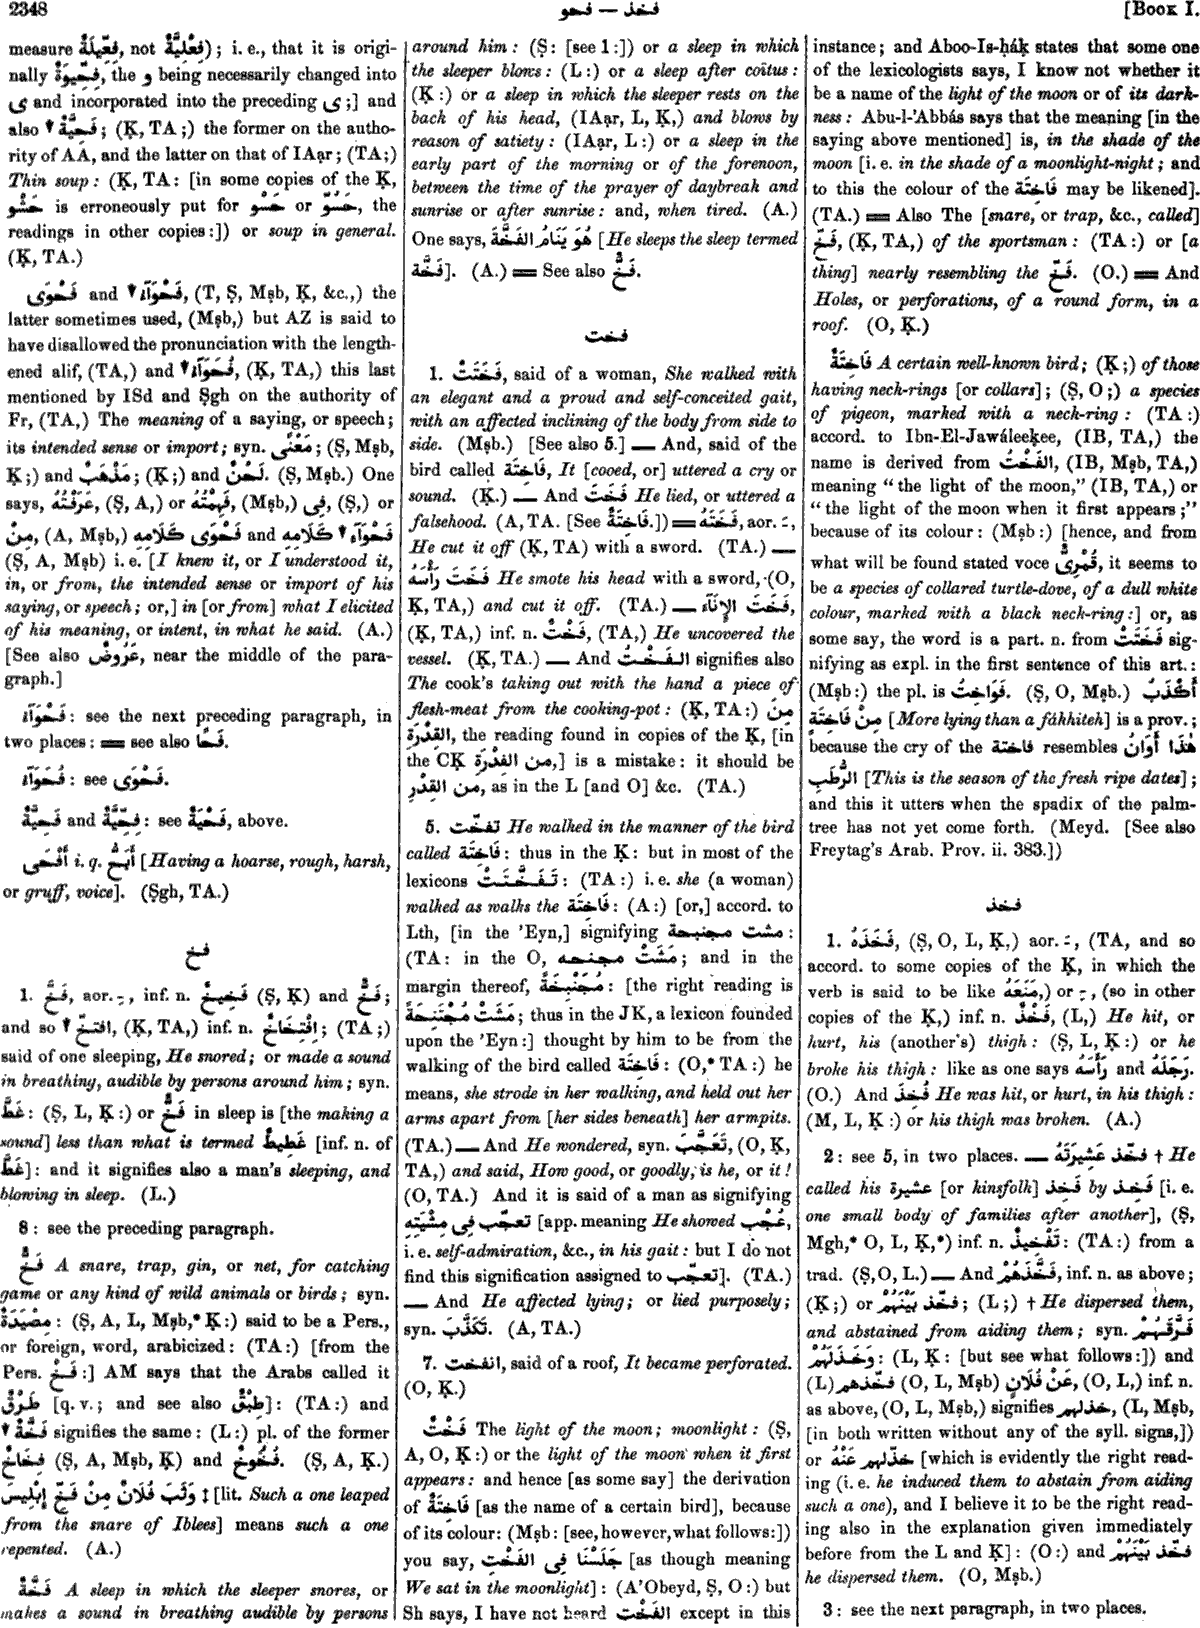 2348
فحو — فخذ
[Book I.
measure فَعِّيلَةٌ, not فَعْلِيَّةٌ); i. e., that it is origi-
nally فَحِّيوَةٌ, the و being necessarily changed into
ى and incorporated into the preceding ى;] and
also ↓ فَحِيَّةٌ; (Ḳ, TA;) the former on the autho-
rity of AA, and the latter on that of IAạr; (TA;)
Thin soup: (Ḳ, TA: [in some copies of the Ḳ,
حَشْو is erroneously put for حَسْو or حَسُوّ, the
readings in other copies:]) or soup in general.
(Ḳ, TA.)
فَحْوَى and ↓ فَحْوَآءُ, (T, Ṣ, Mṣb, Ḳ, &c.,) the
latter sometimes used, (Mṣb,) but AZ is said to
have disallowed the pronunciation with the length-
ened alif, (TA,) and ↓ فُحَوَآءُ, (Ḳ, TA,) this last
mentioned by ISd and Ṣgh on the authority of
Fr, (TA,) The meaning of a saying, or speech;
its intended sense or import; syn. مَعْنًى; (Ṣ, Mṣb,
Ḳ;) and مَذْهَبٌ; (Ḳ;) and لَحْنٌ. (Ṣ, Mṣb.) One
says, عَرَفْتُهُ, (Ṣ, A,) or فَهِمْتُهُ, (Mṣb,) فِى, (Ṣ,) or
مِنْ, (A, Mṣb,) فَحْوَى كَلَامِهِ and ↓ فَحْوَآءِ كَلَامِهِ
(Ṣ, A, Mṣb) i. e. [I knew it, or I understood it,
in, or from, the intended sense or import of his
saying, or speech; or,] in [or from] what I elicited
of his meaning, or intent, in what he said. (A.)
[See also عَرُوضٌ, near the middle of the para-
graph.]
فَحْوَآءُ: see the next preceding paragraph, in
two places: ═ see also فَحًا.
فُحَوَآءُ: see فَحْوَى.
فَحِيَّةٌ and فَحِّيَّةٌ: see فَحْيَةٌ, above.
أَفْحَى i. q. أَبَحُّ [Having a hoarse, rough, harsh,
or gruff, voice]. (Ṣgh, TA.)
فخ
1. فَخَّ, aor. ـِ, inf. n. فَخِيخٌ (Ṣ, Ḳ) and فَخٌّ;
and so ↓ افتخّ, (Ḳ, TA,) inf. n. اِفْتِخَاخٌ; (TA;)
said of one sleeping, He snored; or made a sound
in breathing, audible by persons around him; syn.
غَطَّ: (Ṣ, L, Ḳ:) or فَخٌّ in sleep is [the making a
sound] less than what is termed غَطِيطٌ [inf. n. of
غَطَّ]: and it signifies also a man's sleeping, and
blowing in sleep. (L.)
8: see the preceding paragraph.
فَخٌّ A snare, trap, gin, or net, for catching
game or any kind of wild animals or birds; syn.
مِصْيَدَةٌ: (Ṣ, A, L, Mṣb,* Ḳ:) said to be a Pers.,
or foreign, word, arabicized: (TA:) [from the
Pers. فَخْ:] AM says that the Arabs called it
طَرْقٌ [q. v.; and see also طِبْقٌ]: (TA:) and
↓ فَخَّةٌ signifies the same: (L:) pl. of the former
فِخَاخٌ (Ṣ, A, Mṣb, Ḳ) and فُخُوخٌ. (Ṣ, A, Ḳ.)
وَثَبَ فُلَانٌ مِنْ فَخِّ إِبْلِيسَ ‡ [lit. Such a one leaped
from the snare of Iblees] means such a one
repented. (A.)
فَخَّةٌ A sleep in which the sleeper snores, or
makes a sound in breathing audible by persons
around him: (Ṣ: [see 1:]) or a sleep in which
the sleeper blows: (L:) or a sleep after coïtus:
(Ḳ:) or a sleep in which the sleeper rests on the
back of his head, (IAạr, L, Ḳ,) and blows by
reason of satiety: (IAạr, L:) or a sleep in the
early part of the morning or of the forenoon,
between the time of the prayer of daybreak and
sunrise or after sunrise: and, when tired. (A.)
One says, هُوَ يَنَامُ الفَخَّةَ [He sleeps the sleep termed
فَخَّة]. (A.) ═ See also فَخٌّ.
فخت
1. فَخَتَتْ, said of a woman, She walked with
an elegant and a proud and self-conceited gait,
with an affected inclining of the body from side to
side. (Mṣb.) [See also 5.] — And, said of the
bird called فَاخِتَة, It [cooed, or] uttered a cry or
sound. (Ḳ.) — And فَخَتَ He lied, or uttered a
falsehood. (A, TA. [See فَاخِتَةٌ.]) ═ فَخَتَهُ, aor. ـَ,
He cut it off (Ḳ, TA) with a sword. (TA.) —
فَخَتَ رَأْسَهُ He smote his head with a sword, (O,
Ḳ, TA,) and cut it off. (TA.) — فَخَتَ الإِنَآءَ,
(Ḳ, TA,) inf. n. فَخْتٌ, (TA,) He uncovered the
vessel. (Ḳ, TA.) — And الفَخْتُ signifies also
The cook's taking out with the hand a piece of
flesh-meat from the cooking-pot: (Ḳ, TA:) مِنَ
القِدْرَةِ, the reading found in copies of the Ḳ, [in
the CḲ من الفِدْرَةِ,] is a mistake: it should be
من القِدْرِ, as in the L [and O] &c. (TA.)
5. تفخّت He walked in the manner of the bird
called فَاخِتَة: thus in the Ḳ: but in most of the
lexicons تَفَخَّتَتْ: (TA:) i. e. she (a woman)
walked as walks the فَاخِتَة: (A:) [or,] accord. to
Lth, [in the 'Eyn,] signifying مشت مجنبحة:
(TA: in the O, مَشَتْ مجنحه; and in the
margin thereof, مُجَنْبِحَةً: [the right reading is
مَشَتْ مُجْتَنِحَةً; thus in the JK, a lexicon founded
upon the 'Eyn:] thought by him to be from the
walking of the bird called فَاخِتَة: (O,* TA:) he
means, she strode in her walking, and held out her
arms apart from [her sides beneath] her armpits.
(TA.) — And He wondered, syn. تَعَجَّبَ, (O, Ḳ,
TA,) and said, How good, or goodly, is he, or it!
(O, TA.) And it is said of a man as signifying
تعجّب فِى مِشْيَتِهِ [app. meaning He showed عُجْب,
i. e. self-admiration, &c., in his gait: but I do not
find this signification assigned to تعجّب]. (TA.)
— And He affected lying; or lied purposely;
syn. تَكَذَّبَ. (A, TA.)
7. انفخت, said of a roof, It became perforated.
(O, Ḳ.)
فَخْتٌ The light of the moon; moonlight: (Ṣ,
A, O, Ḳ:) or the light of the moon when it first
appears: and hence [as some say] the derivation
of فَاخِتَةٌ [as the name of a certain bird], because
of its colour: (Mṣb: [see, however, what follows:])
you say, جَلَسْنَا فِى الفَخْتِ [as though meaning
We sat in the moonlight]: (A'Obeyd, Ṣ, O:) but
Sh says, I have not heard الفَخْت except in this
instance; and Aboo-Is-ḥáḳ states that some one
of the lexicologists says, I know not whether it
be a name of the light of the moon or of its dark-
ness: Abu-l-'Abbás says that the meaning [in the
saying above mentioned] is, in the shade of the
moon [i. e. in the shade of a moonlight-night; and
to this the colour of the فَاخِتَة may be likened].
(TA.) ═ Also The [snare, or trap, &c., called]
فَخّ, (Ḳ, TA,) of the sportsman: (TA:) or [a
thing] nearly resembling the فَخّ. (O.) ═ And
Holes, or perforations, of a round form, in a
roof. (O, Ḳ.)
فَاخِتَةٌ A certain well-known bird; (Ḳ;) of those
having neck-rings [or collars]; (Ṣ, O;) a species
of pigeon, marked with a neck-ring: (TA:)
accord. to Ibn-El-Jawáleeḳee, (IB, TA,) the
name is derived from الفَخْتُ, (IB, Mṣb, TA,)
meaning "the light of the moon," (IB, TA,) or
"the light of the moon when it first appears;"
because of its colour: (Mṣb:) [hence, and from
what will be found stated voce قُمْرِىٌّ, it seems to
be a species of collared turtle-dove, of a dull white
colour, marked with a black neck-ring:] or, as
some say, the word is a part. n. from فَخَتَتْ sig-
nifying as expl. in the first sentence of this art.:
(Mṣb:) the pl. is فَوَاخِتُ. (Ṣ, O, Mṣb.) أَكْذَبُ
مِنْ فَاخِتَةٍ [More lying than a fákhiteh] is a prov.;
because the cry of the فاختة resembles هٰذَا أَوَانُ
الرُّطَبِ [This is the season of the fresh ripe dates];
and this it utters when the spadix of the palm-
tree has not yet come forth. (Meyd. [See also
Freytag's Arab. Prov. ii. 383.])
فخذ
1. فَخَذَهُ, (Ṣ, O, L, Ḳ,) aor. ـَ, (TA, and so
accord. to some copies of the Ḳ, in which the
verb is said to be like مَنَعَهُ,) or ـِ, (so in other
copies of the Ḳ,) inf. n. فَخْذٌ, (L,) He hit, or
hurt, his (another's) thigh: (Ṣ, L, Ḳ:) or he
broke his thigh: like as one says رَأَسَهُ and رَجَلَهُ.
(O.) And فُخِذَ He was hit, or hurt, in his thigh:
(M, L, Ḳ:) or his thigh was broken. (A.)
2: see 5, in two places. — فخّذ عَشِيرَتَهُ † He
called his عشيرة [or kinsfolk] فَخِذ by فَخِذ [i. e.
one small body of families after another], (Ṣ,
Mgh,* O, L, Ḳ,*) inf. n. تَفْخِيذٌ: (TA:) from a
trad. (Ṣ, O, L.) — And فَخَّذَهُمْ, inf. n. as above;
(Ḳ;) or فخّذ بَيْنَهُمْ; (L;) † He dispersed them,
and abstained from aiding them; syn. فَرَّقَهُمْ
وَخَذَلَهُمْ: (L, Ḳ: [but see what follows:]) and
فخّذهم (L) (O, L, Mṣb) عَنْ فُلَانٍ, (O, L,) inf. n.
as above, (O, L, Mṣb,) signifies خذلهم, (L, Mṣb,
[in both written without any of the syll. signs,])
or خذّلهم عَنْهُ [which is evidently the right read-
ing (i. e. he induced them to abstain from aiding
such a one), and I believe it to be the right read-
ing also in the explanation given immediately
before from the L and Ḳ]: (O:) and فخّذ بَيْنَهُمْ
he dispersed them. (O, Mṣb.)
3: see the next paragraph, in two places.